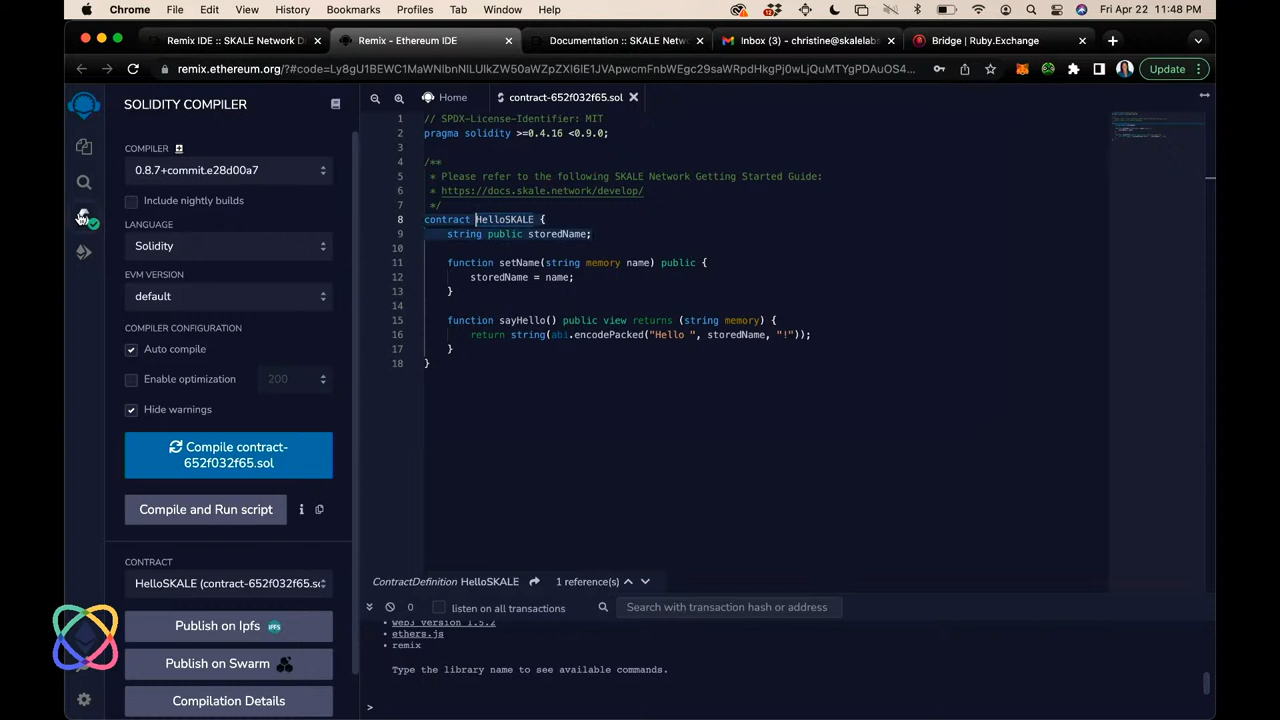 Chrome File Edit View History Bookmarks Profiles Tab Window Help Fri Apr 22 11:48 PM
Remix IDE :: SKALE Network D Remix - Ethereum IDE Documentation :: SKALE Netw Inbox (3) - christine@skalelabs Bridge | Ruby.Exchange
remix.ethereum.org/?#code= Update
SOLIDITY COMPILER
Home contract-652f032f65.sol
COMPILER
0.8.7+commit.e28d00a7
Include nightly builds
LANGUAGE
Solidity
EVM VERSION
default
COMPILER CONFIGURATION
Auto compile
Enable optimization 200
Hide warnings
Compile contract-
652f032f65.sol
Compile and Run script i
CONTRACT
HelloSKALE (contract-652f032f65.so
Publish on Ipfs IPFS
Publish on Swarm
Compilation Details
1 // SPDX-License-Identifier: MIT
2 pragma solidity >=0.4.16 <0.9.0;
3
4 /**
5 * Please refer to the following SKALE Network Getting Started Guide:
6 * https://docs.skale.network/develop/
7 */
8 contract HelloSKALE {
9 string public storedName;
10
11 function setName(string memory name) public {
12 storedName = name;
13 }
14
15 function sayHello() public view returns (string memory) {
16 return string(abi.encodePacked("Hello ", storedName, "!"));
17 }
18 }
ContractDefinition HelloSKALE 1 reference(s)
0 listen on all transactions Search with transaction hash or address
• web3 version 1.5.2
• ethers.js
• remix
Type the library name to see available commands.
>